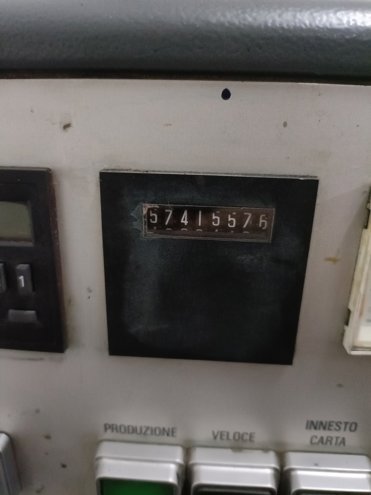 57415576
1
PRODUZIONE
VELOCE
INNESTO
CARTA